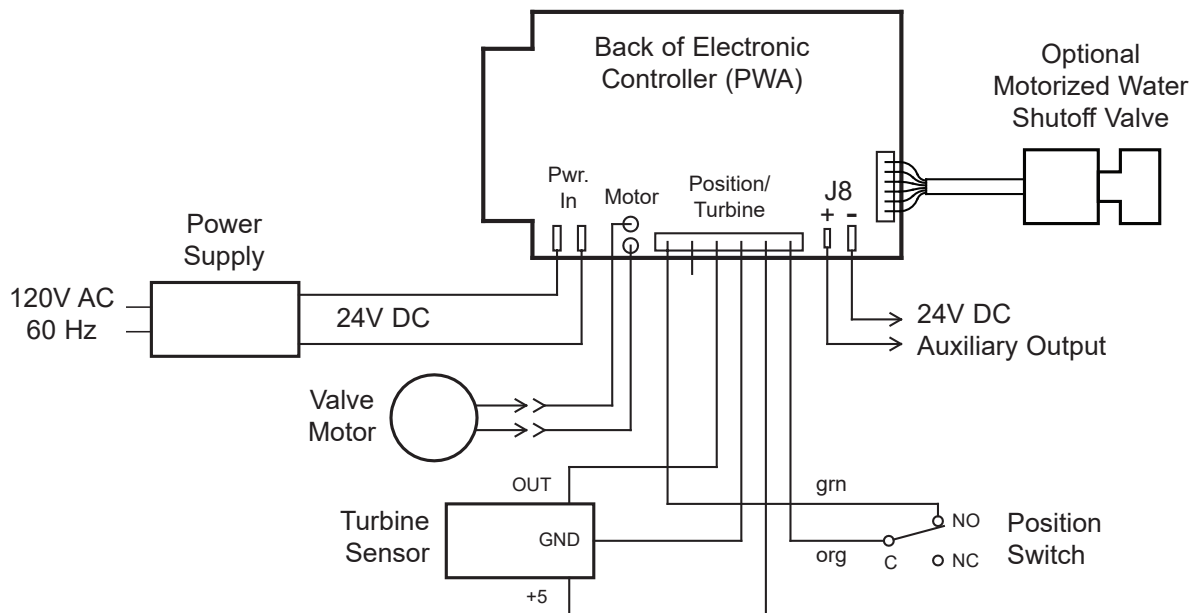 Back of Electronic
Controller (PWA)
Optional
Motorized Water
Shutoff Valve
Pwr.
In
Motor
Position/
Turbine
J8
+ -
Power
Supply
120V AC
60 Hz
24V DC
24V DC
Auxiliary Output
Valve
Motor
OUT
Turbine
Sensor
GND
+5
grn
org
NO
C
NC
Position
Switch